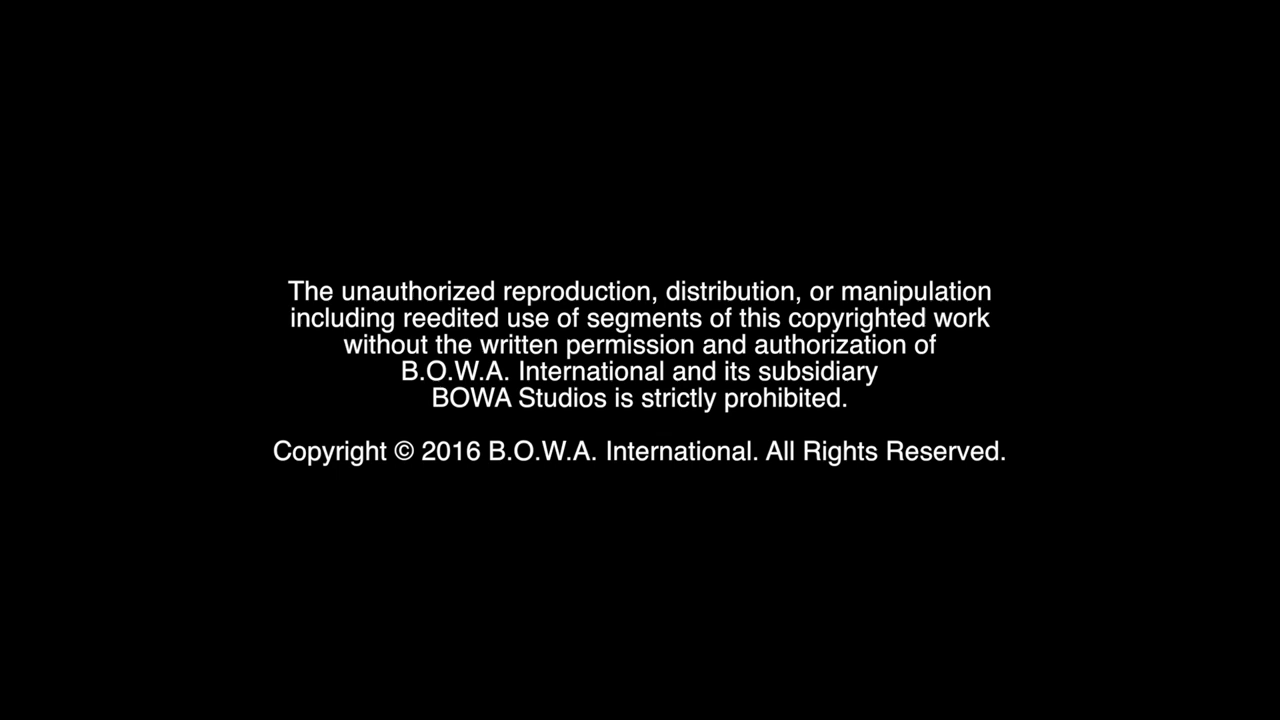 The unauthorized reproduction, distribution, or manipulation
including reedited use of segments of this copyrighted work
without the written permission and authorization of
B.O.W.A. International and its subsidiary
BOWA Studios is strictly prohibited.
Copyright © 2016 B.O.W.A. International. All Rights Reserved.